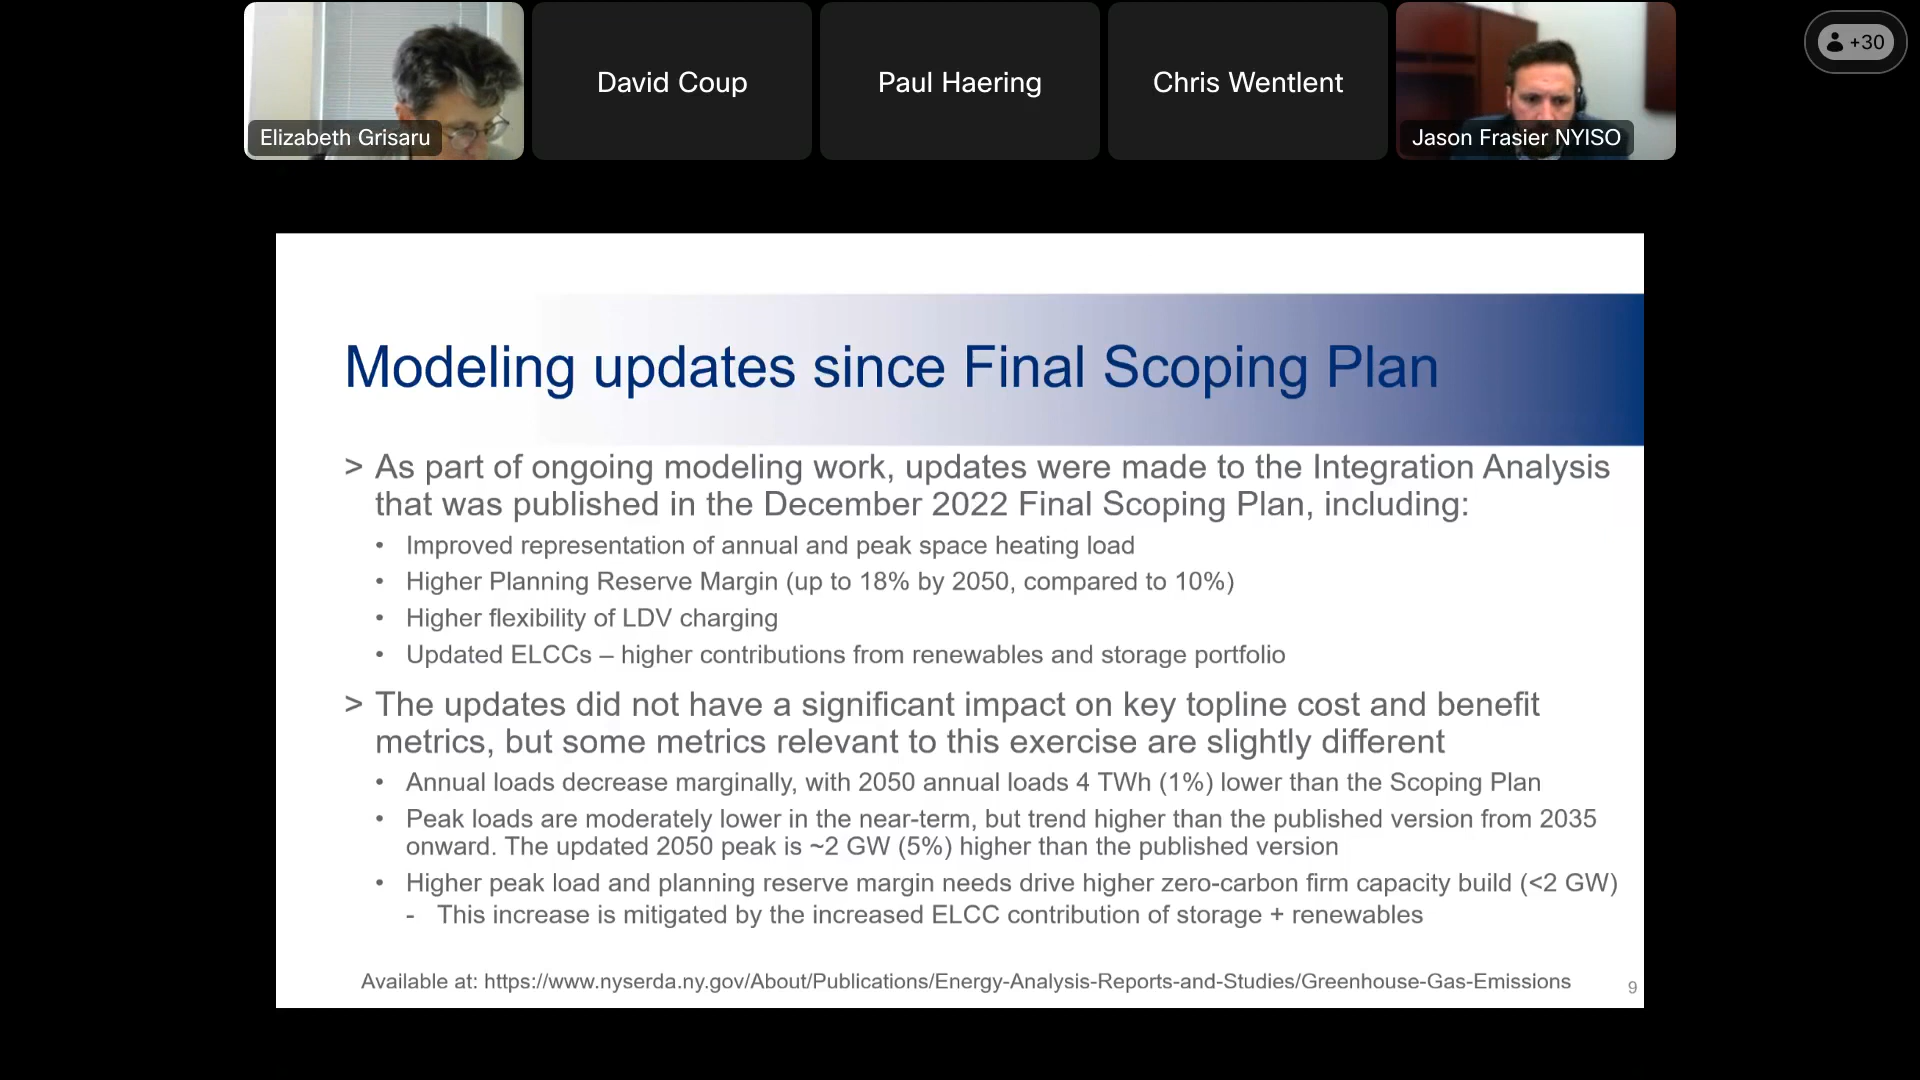 Elizabeth Grisaru
David Coup
Paul Haering
Chris Wentlent
Jason Frasier NYISO
+30
Modeling updates since Final Scoping Plan
> As part of ongoing modeling work, updates were made to the Integration Analysis
that was published in the December 2022 Final Scoping Plan, including:
• Improved representation of annual and peak space heating load
• Higher Planning Reserve Margin (up to 18% by 2050, compared to 10%)
• Higher flexibility of LDV charging
• Updated ELCCs – higher contributions from renewables and storage portfolio
> The updates did not have a significant impact on key topline cost and benefit
metrics, but some metrics relevant to this exercise are slightly different
• Annual loads decrease marginally, with 2050 annual loads 4 TWh (1%) lower than the Scoping Plan
• Peak loads are moderately lower in the near-term, but trend higher than the published version from 2035
onward. The updated 2050 peak is ~2 GW (5%) higher than the published version
• Higher peak load and planning reserve margin needs drive higher zero-carbon firm capacity build (<2 GW)
- This increase is mitigated by the increased ELCC contribution of storage + renewables
Available at: https://www.nyserda.ny.gov/About/Publications/Energy-Analysis-Reports-and-Studies/Greenhouse-Gas-Emissions
9